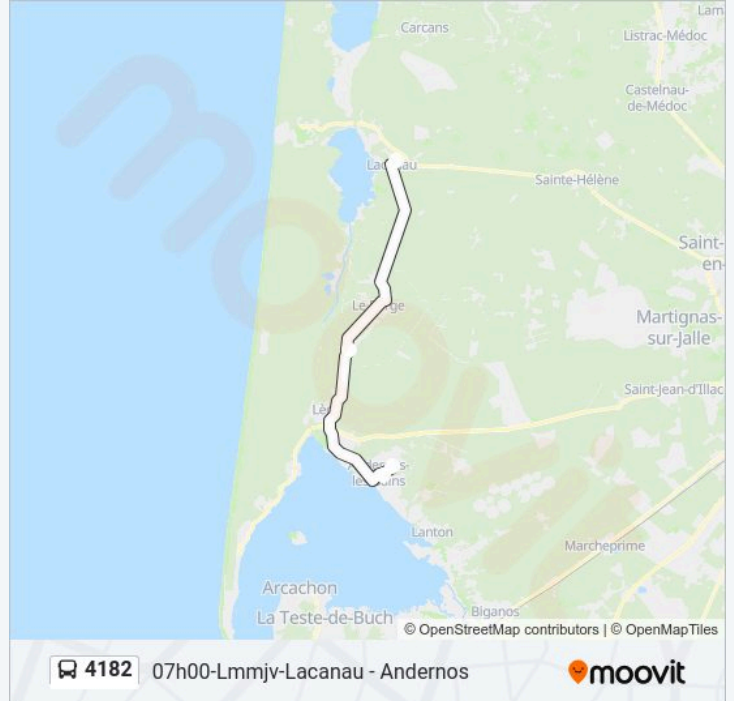 Lam
Carcans
Listrac-Médoc
Castelnau-
de-Médoc
Sainte-Hélène
Saint-
en-
Martignas-
sur-Jalle
Saint-Jean-d'Illac
Lanton
Marcheprime
Arcachon
La Teste-de-Buch
Biganos
© OpenStreetMap contributors | © OpenMapTiles
4182 07h00-Lmmjv-Lacanau - Andernos
moovit